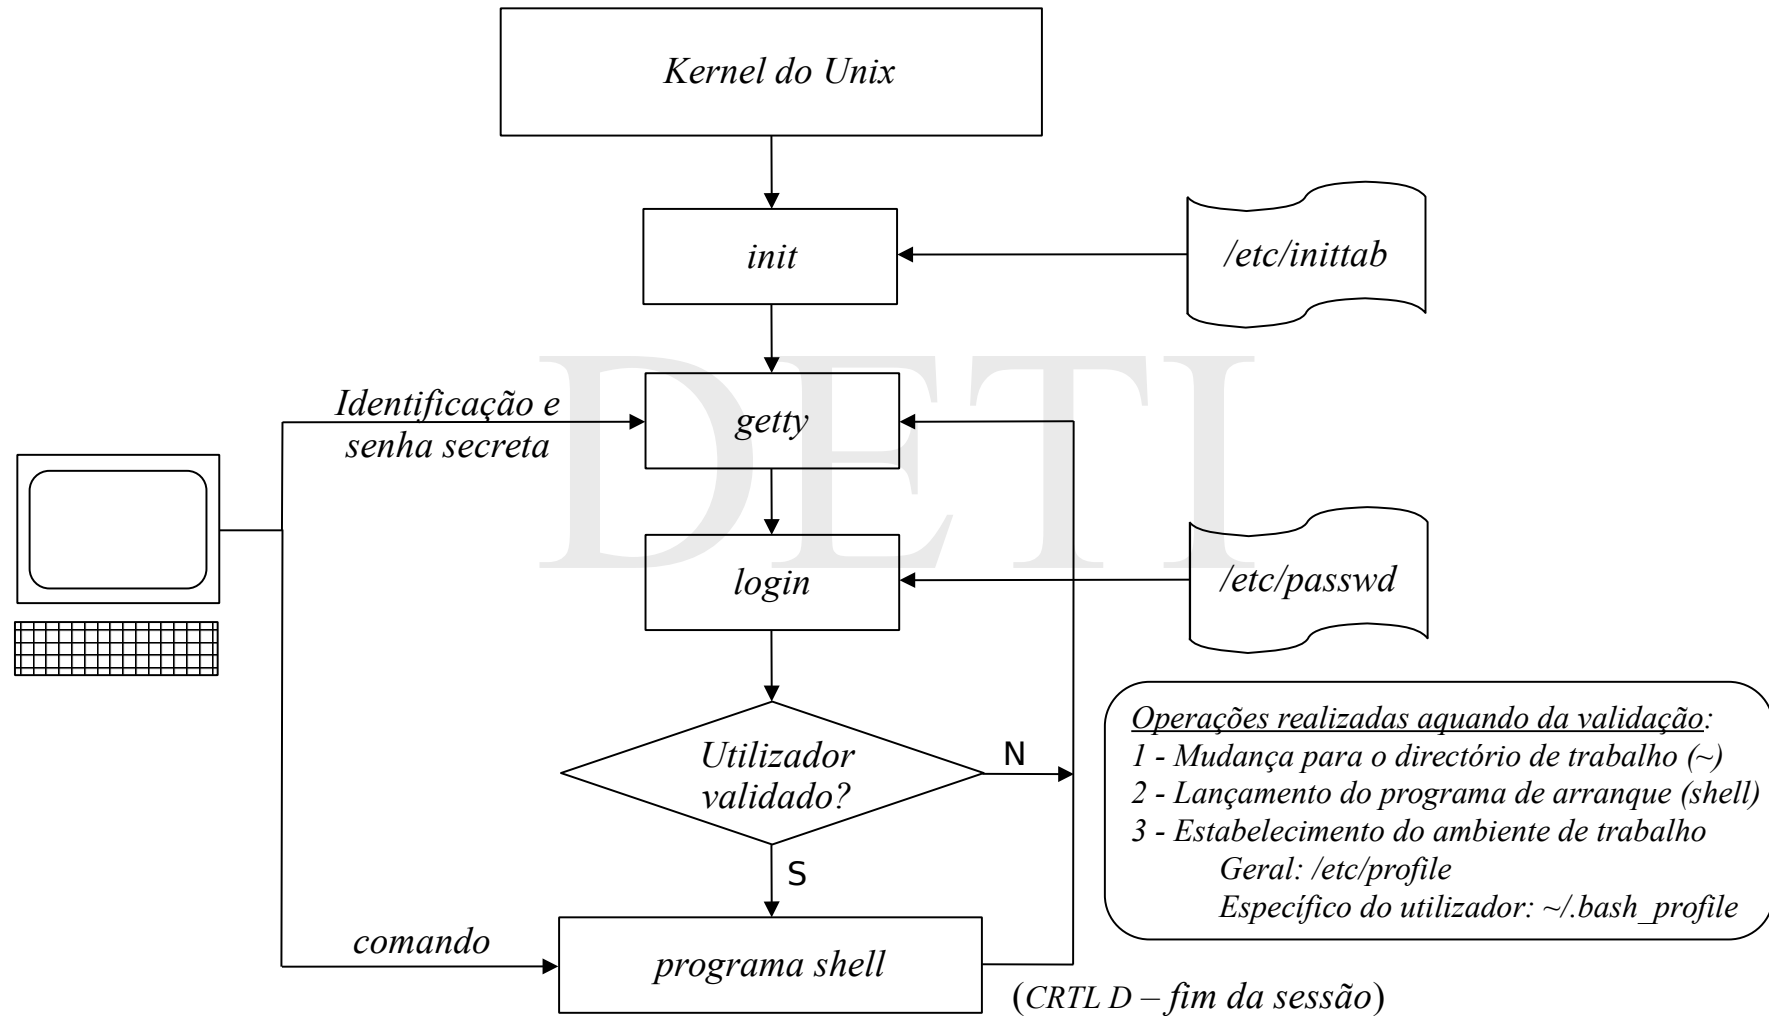 Kernel do Unix
init
/etc/inittab
Identificação e
senha secreta
getty
DETI
login
/etc/passwd
Utilizador
validado?
N
S
Operações realizadas aquando da validação:
1 - Mudança para o directório de trabalho (~)
2 - Lançamento do programa de arranque (shell)
3 - Estabelecimento do ambiente de trabalho
Geral: /etc/profile
Específico do utilizador: ~/.bash_profile
comando
programa shell
(CRTL D – fim da sessão)